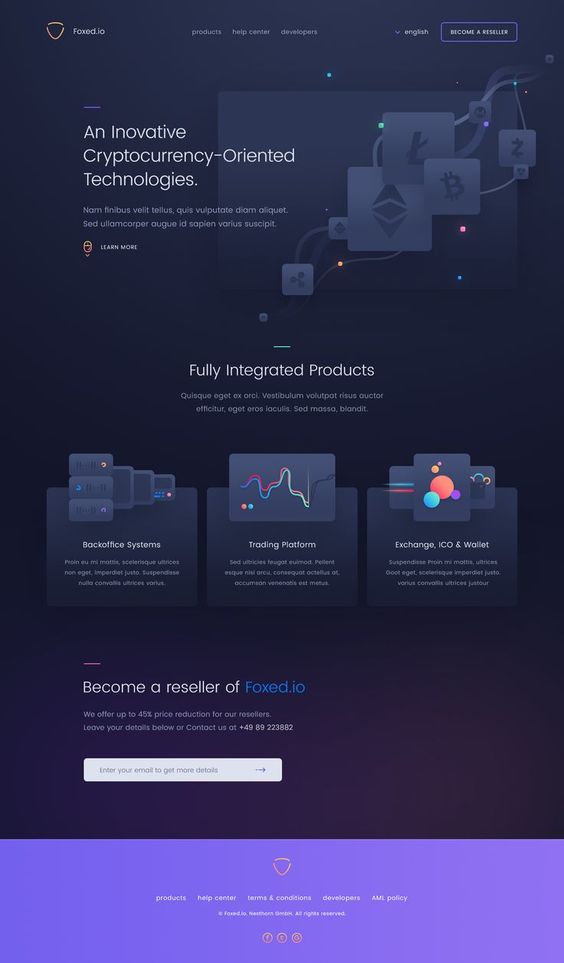 Foxed.io
products help center developers
english
BECOME A RESELLER
An Inovative
Cryptocurrency-Oriented
Technologies.
Nam finibus velit tellus, quis vulputate diam aliquet.
Sed ullamcorper augue id sapien varius suscipit.
LEARN MORE
Fully Integrated Products
Quisque eget ex orci. Vestibulum volutpat risus auctor
efficitur, eget eros iaculis. Sed massa, blandit.
Backoffice Systems
Proin eu mi mattis, scelerisque ultrices
non eget, imperdiet justo. Suspendisse
nulla convallis ultrices varius.
Trading Platform
Sed ultricies feugat euimod. Pellent
esque nisi arcu, consequat actellus at,
accumsan venenatis est metus.
Exchange, ICO & Wallet
Suspendisse Proin mi mattis, ultrices
Goot eget, scelerisque imperdiet justo.
varius convallis ultrices justour
Become a reseller of Foxed.io
We offer up to 45% price reduction for our resellers.
Leave your details below or Contact us at +49 89 223882
Enter your email to get more details
products help center terms & conditions developers AML policy
© Foxed.io. Nexthorn GmbH. All rights reserved.